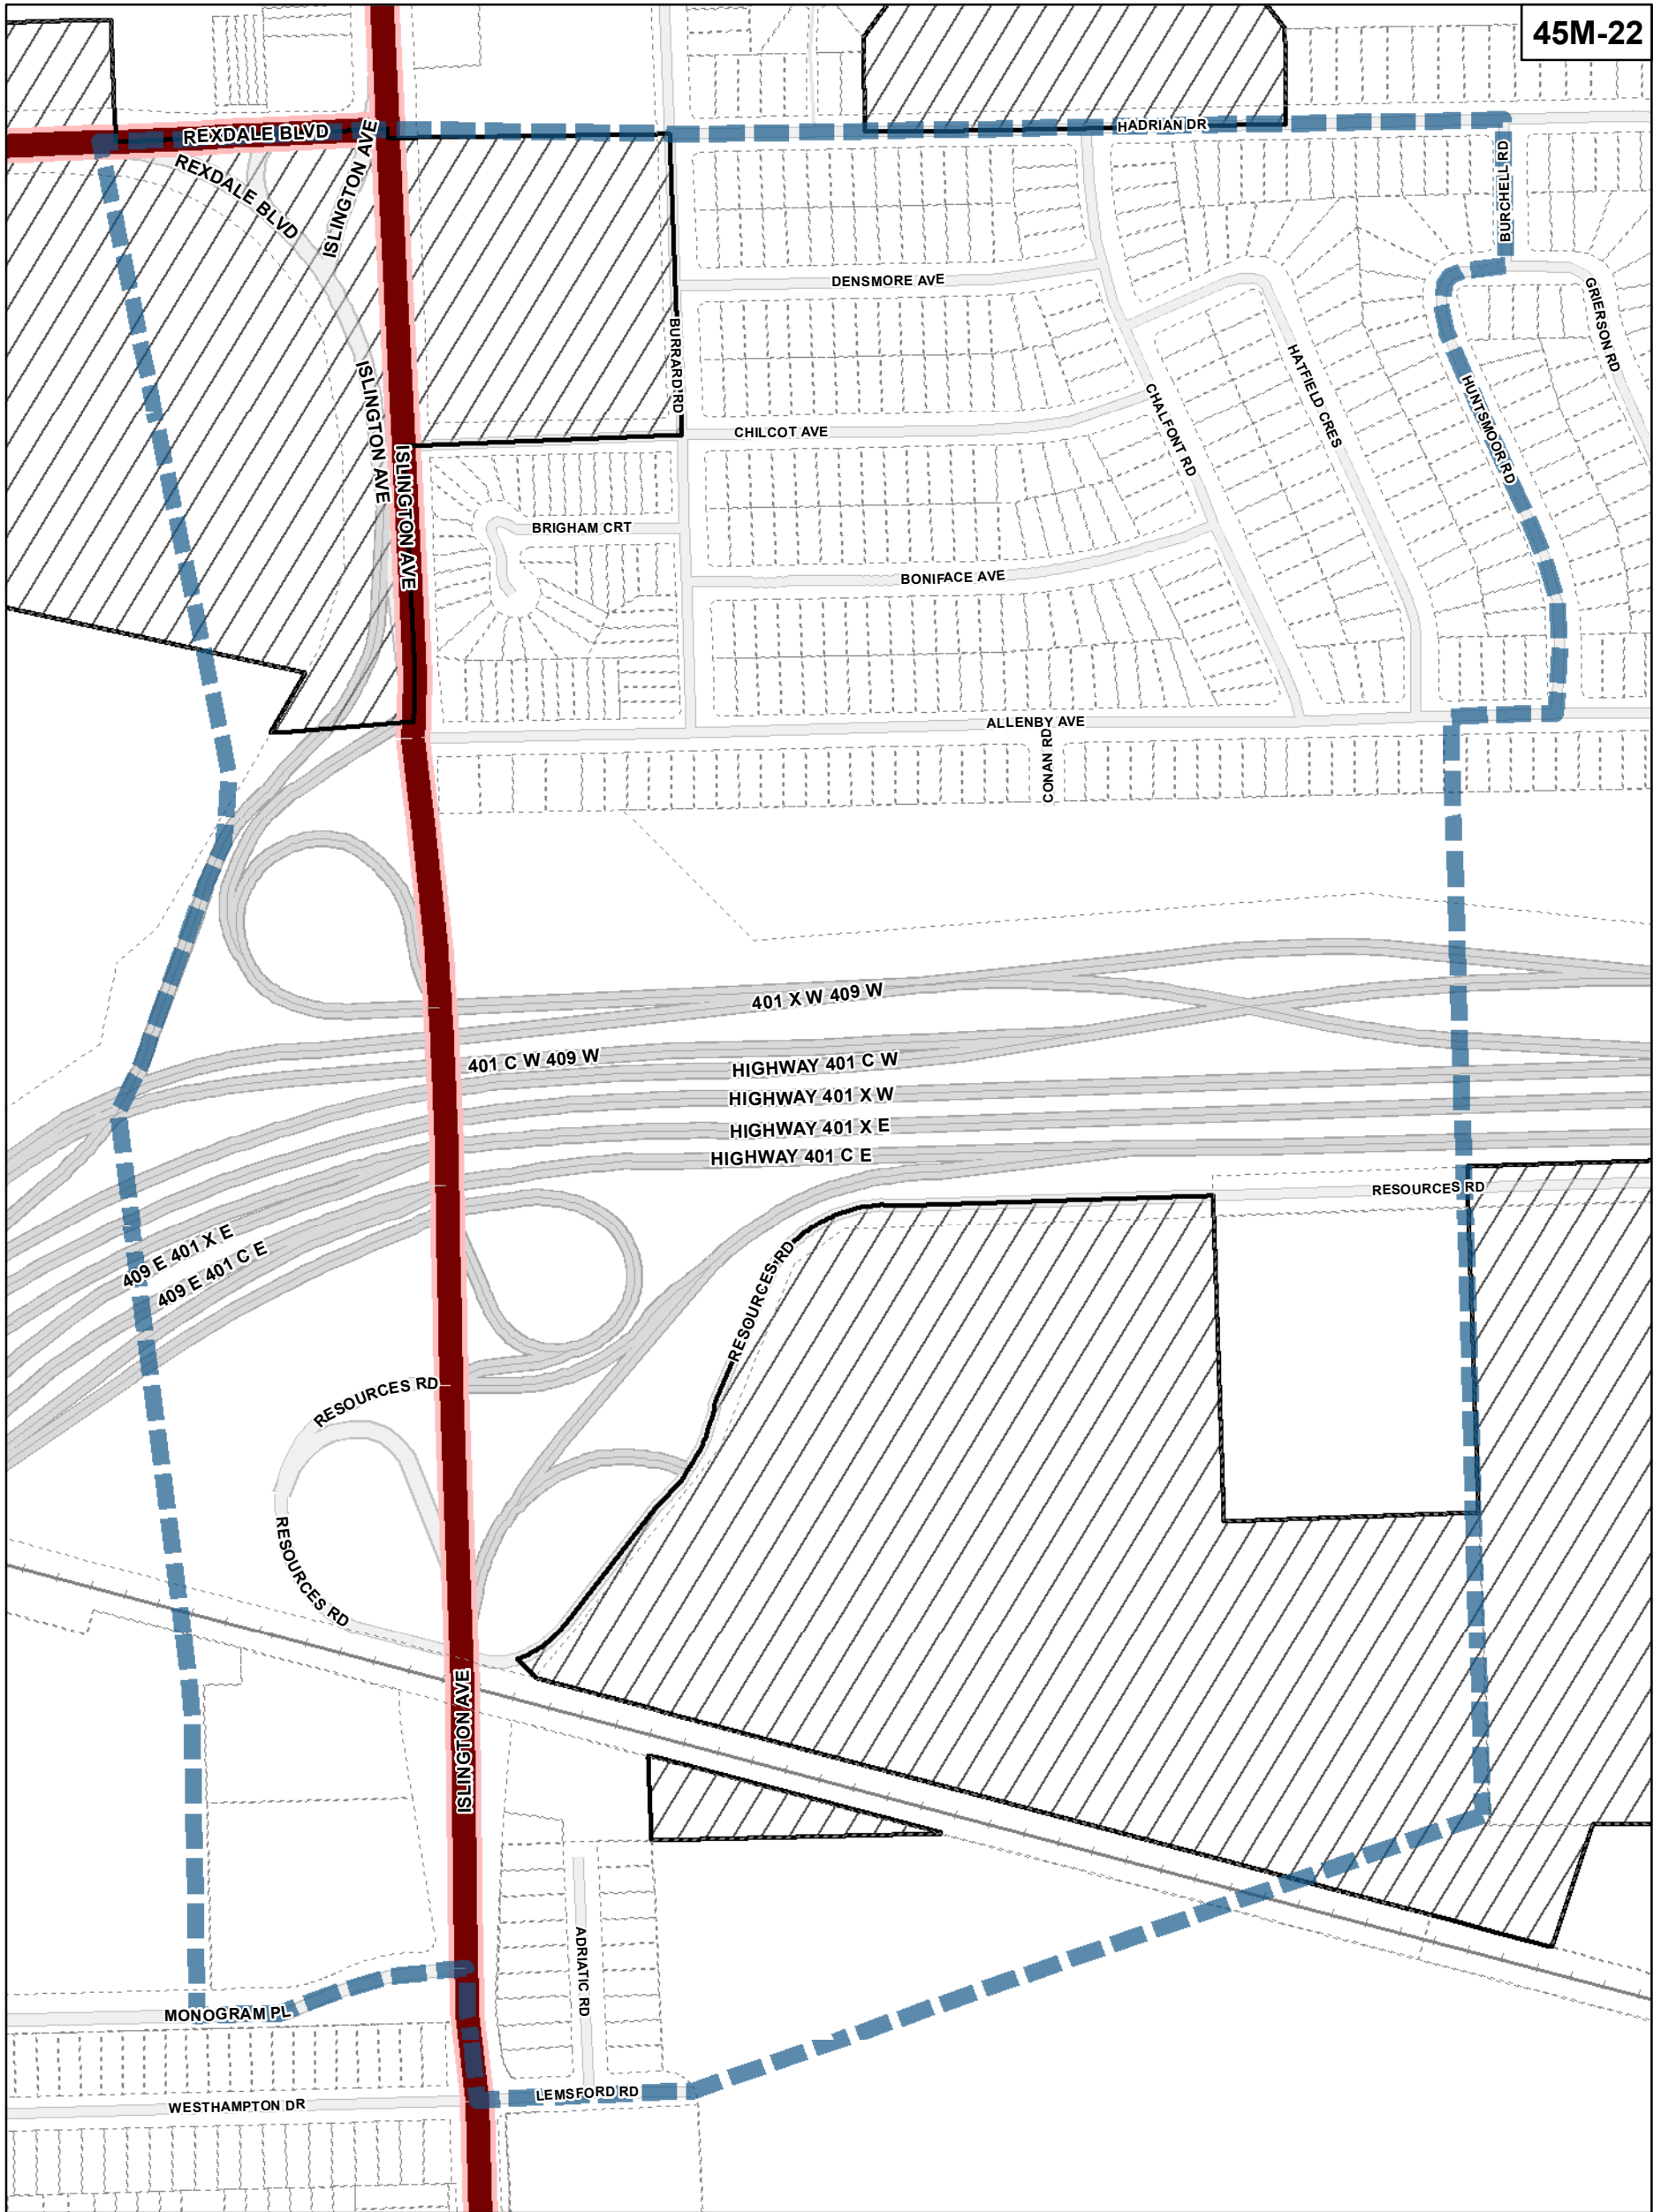 45M-22
REXDALE BLVD
ISLINGTON AVE
HADRIAN DR
BURCHELL RD
REXDALE BLVD
DENSMORE AVE
GRIERSON RD
BURRARD RD
ISLINGTON AVE
HATFIELD CRES
HUNTSMOOR RD
CHALFONT RD
CHILCOT AVE
ISLINGTON AVE
BRIGHAM CRT
BONIFACE AVE
ALLENBY AVE
CONAN RD
401 X W 409 W
401 C W 409 W
HIGHWAY 401 C W
HIGHWAY 401 X W
HIGHWAY 401 X E
HIGHWAY 401 C E
RESOURCES RD
409 E 401 X E
409 E 401 C E
RESOURCES RD
RESOURCES RD
RESOURCES RD
ISLINGTON AVE
ADRIATIC RD
MONOGRAM PL
LEMSFORD RD
WESTHAMPTON DR